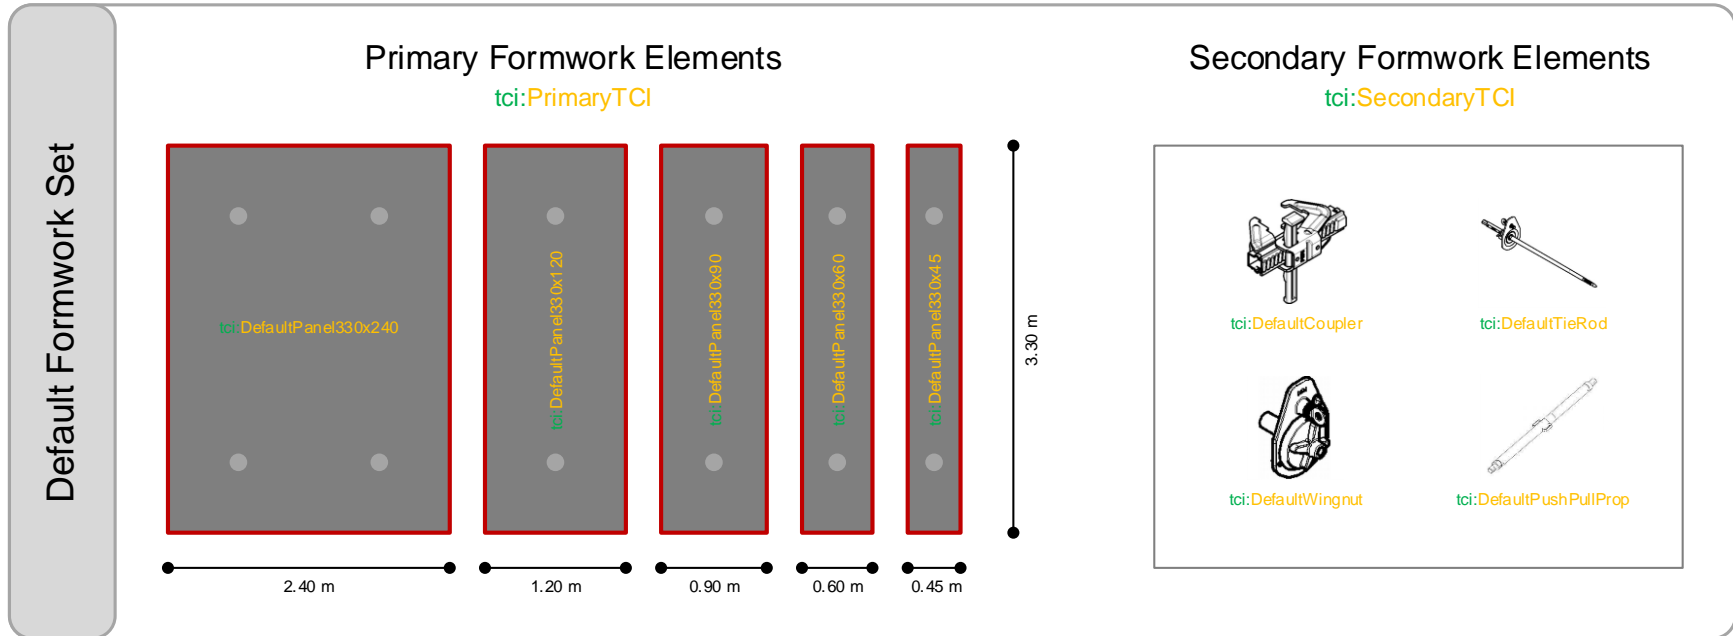 Default Formwork Set
Primary Formwork Elements
tci:PrimaryTCI
tci:DefaultPanel330x240
tci:DefaultPanel330x120
tci:DefaultPanel330x90
tci:DefaultPanel330x60
tci:DefaultPanel330x45
3.30 m
2.40 m
1.20 m
0.90 m
0.60 m
0.45 m
Secondary Formwork Elements
tci:SecondaryTCI
tci:DefaultCoupler
tci:DefaultTieRod
tci:DefaultWingnut
tci:DefaultPushPullProp